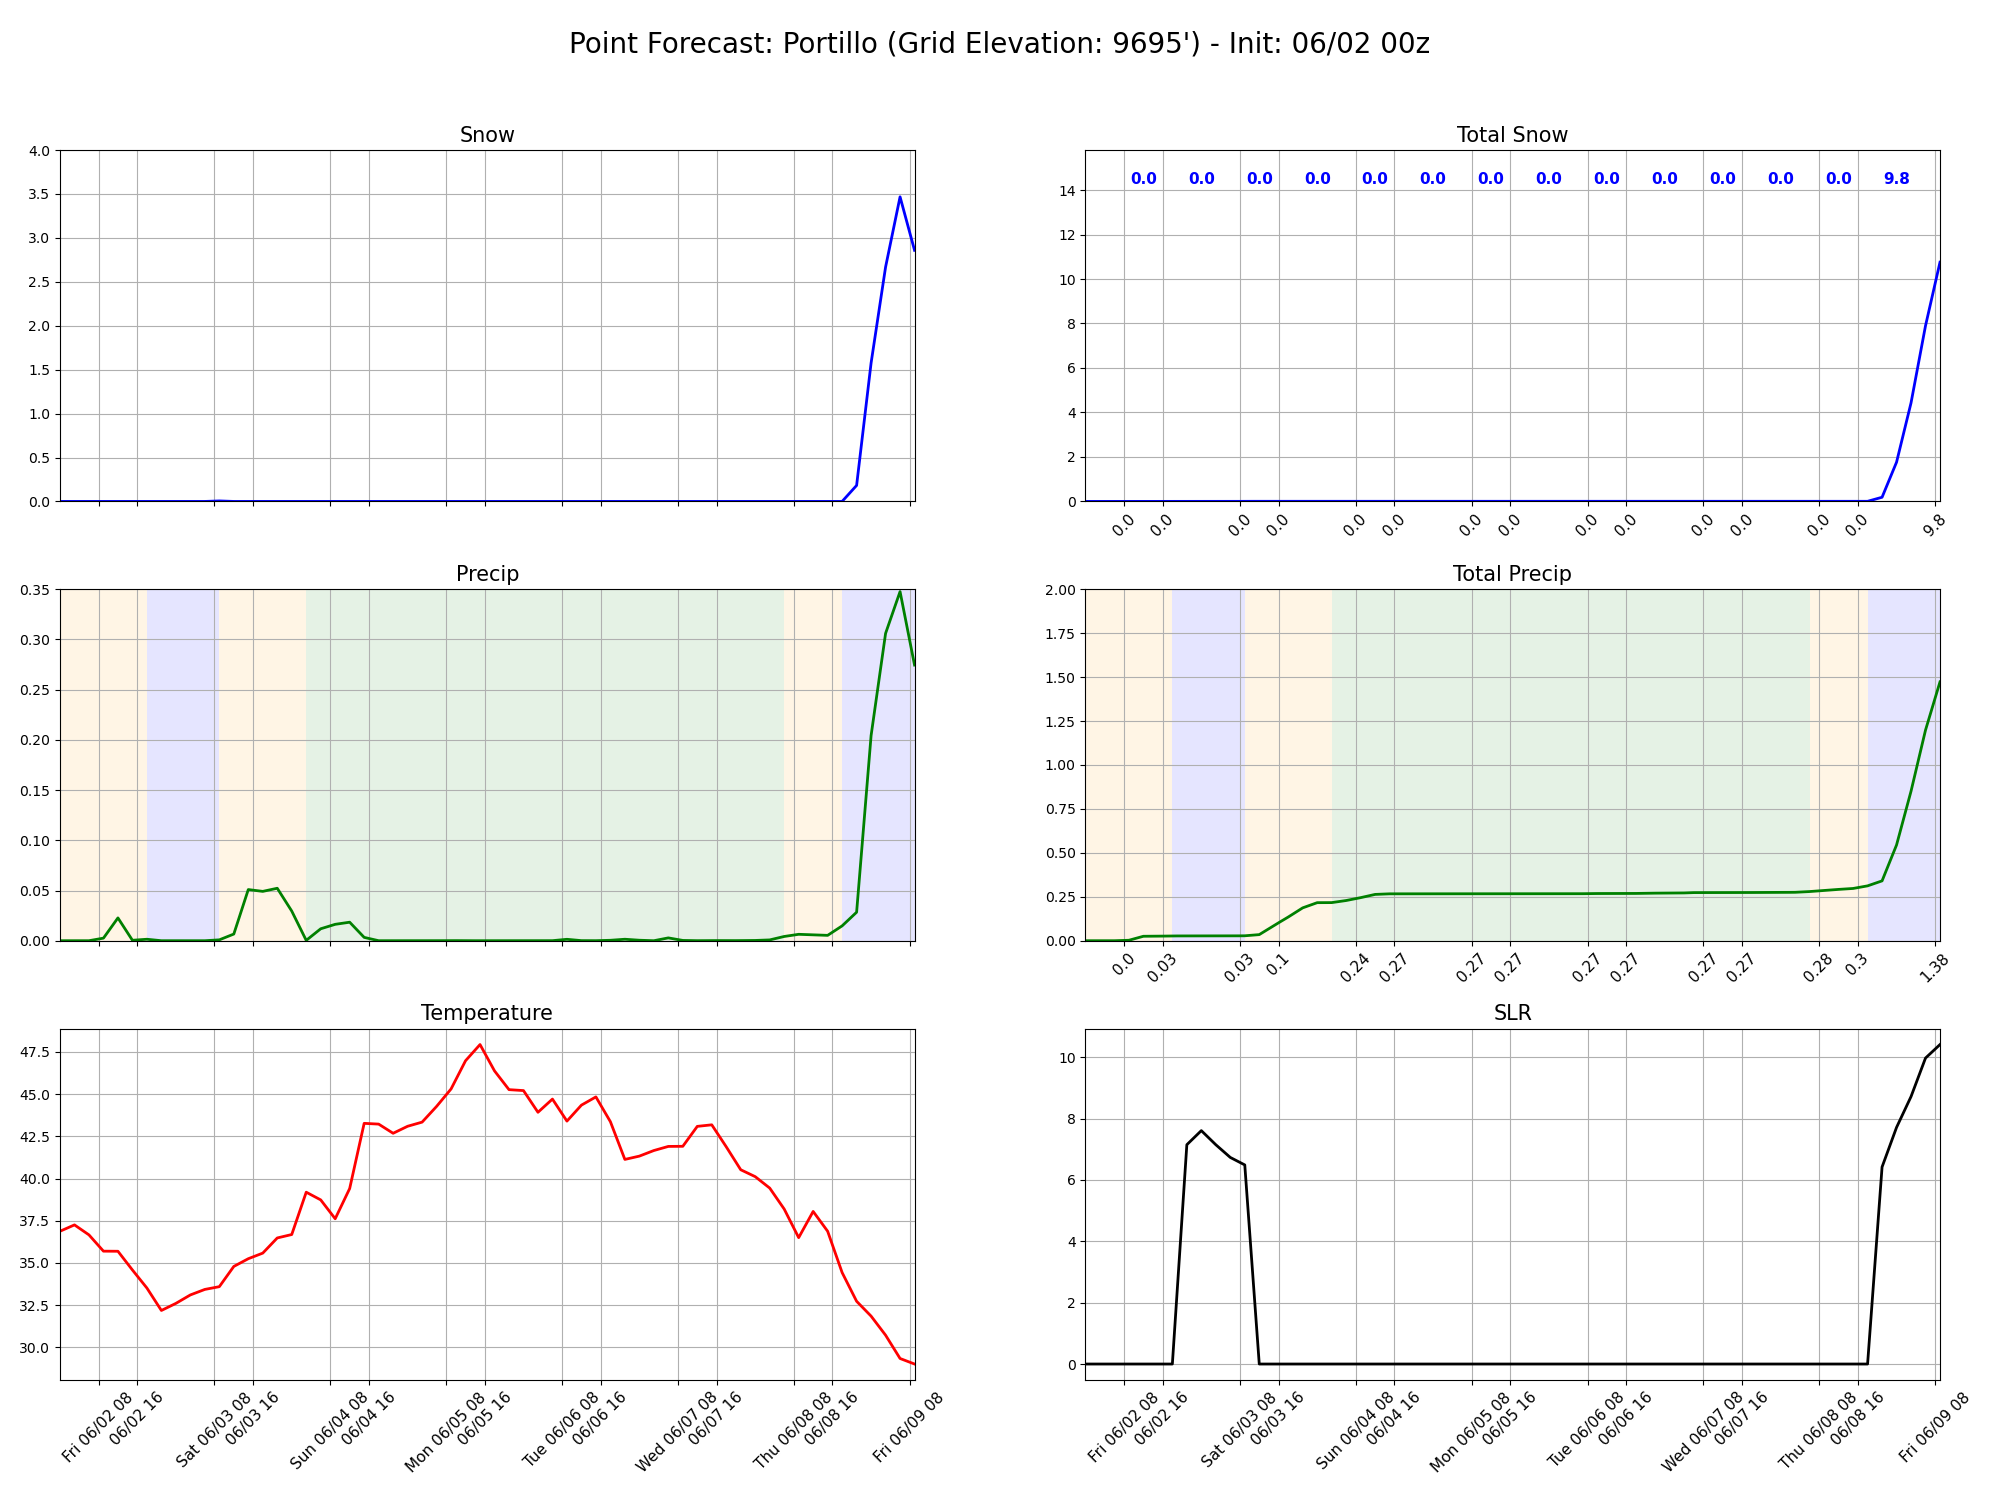 Point Forecast: Portillo (Grid Elevation: 9695') - Init: 06/02 00z
Snow
4.0
3.5
3.0
2.5
2.0
1.5
1.0
0.5
0.0
Total Snow
0.0 0.0 0.0 0.0 0.0 0.0 0.0 0.0 0.0 0.0 0.0 0.0 0.0 9.8
14
12
10
8
6
4
2
0
0.0 0.0 0.0 0.0 0.0 0.0 0.0 0.0 0.0 0.0 0.0 0.0 0.0 0.0 9.8
Precip
0.35
0.30
0.25
0.20
0.15
0.10
0.05
0.00
Total Precip
2.00
1.75
1.50
1.25
1.00
0.75
0.50
0.25
0.00
0.0 0.03 0.03 0.1 0.24 0.27 0.27 0.27 0.27 0.27 0.27 0.27 0.28 0.3 1.38
Temperature
47.5
45.0
42.5
40.0
37.5
35.0
32.5
30.0
Fri 06/02 08
06/02 16
Sat 06/03 08
06/03 16
Sun 06/04 08
06/04 16
Mon 06/05 08
06/05 16
Tue 06/06 08
06/06 16
Wed 06/07 08
06/07 16
Thu 06/08 08
06/08 16
Fri 06/09 08
SLR
10
8
6
4
2
0
Fri 06/02 08
06/02 16
Sat 06/03 08
06/03 16
Sun 06/04 08
06/04 16
Mon 06/05 08
06/05 16
Tue 06/06 08
06/06 16
Wed 06/07 08
06/07 16
Thu 06/08 08
06/08 16
Fri 06/09 08